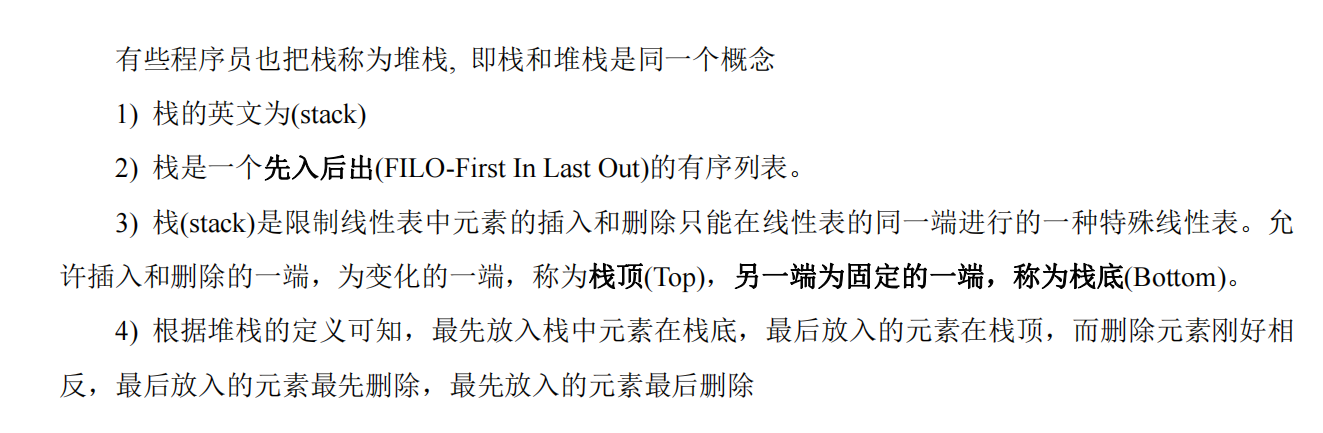 有些程序员也把栈称为堆栈, 即栈和堆栈是同一个概念
1) 栈的英文为(stack)
2) 栈是一个先入后出(FILO-First In Last Out)的有序列表。
3) 栈(stack)是限制线性表中元素的插入和删除只能在线性表的同一端进行的一种特殊线性表。允
许插入和删除的一端，为变化的一端，称为栈顶(Top)，另一端为固定的一端，称为栈底(Bottom)。
4) 根据堆栈的定义可知，最先放入栈中元素在栈底，最后放入的元素在栈顶，而删除元素刚好相
反，最后放入的元素最先删除，最先放入的元素最后删除